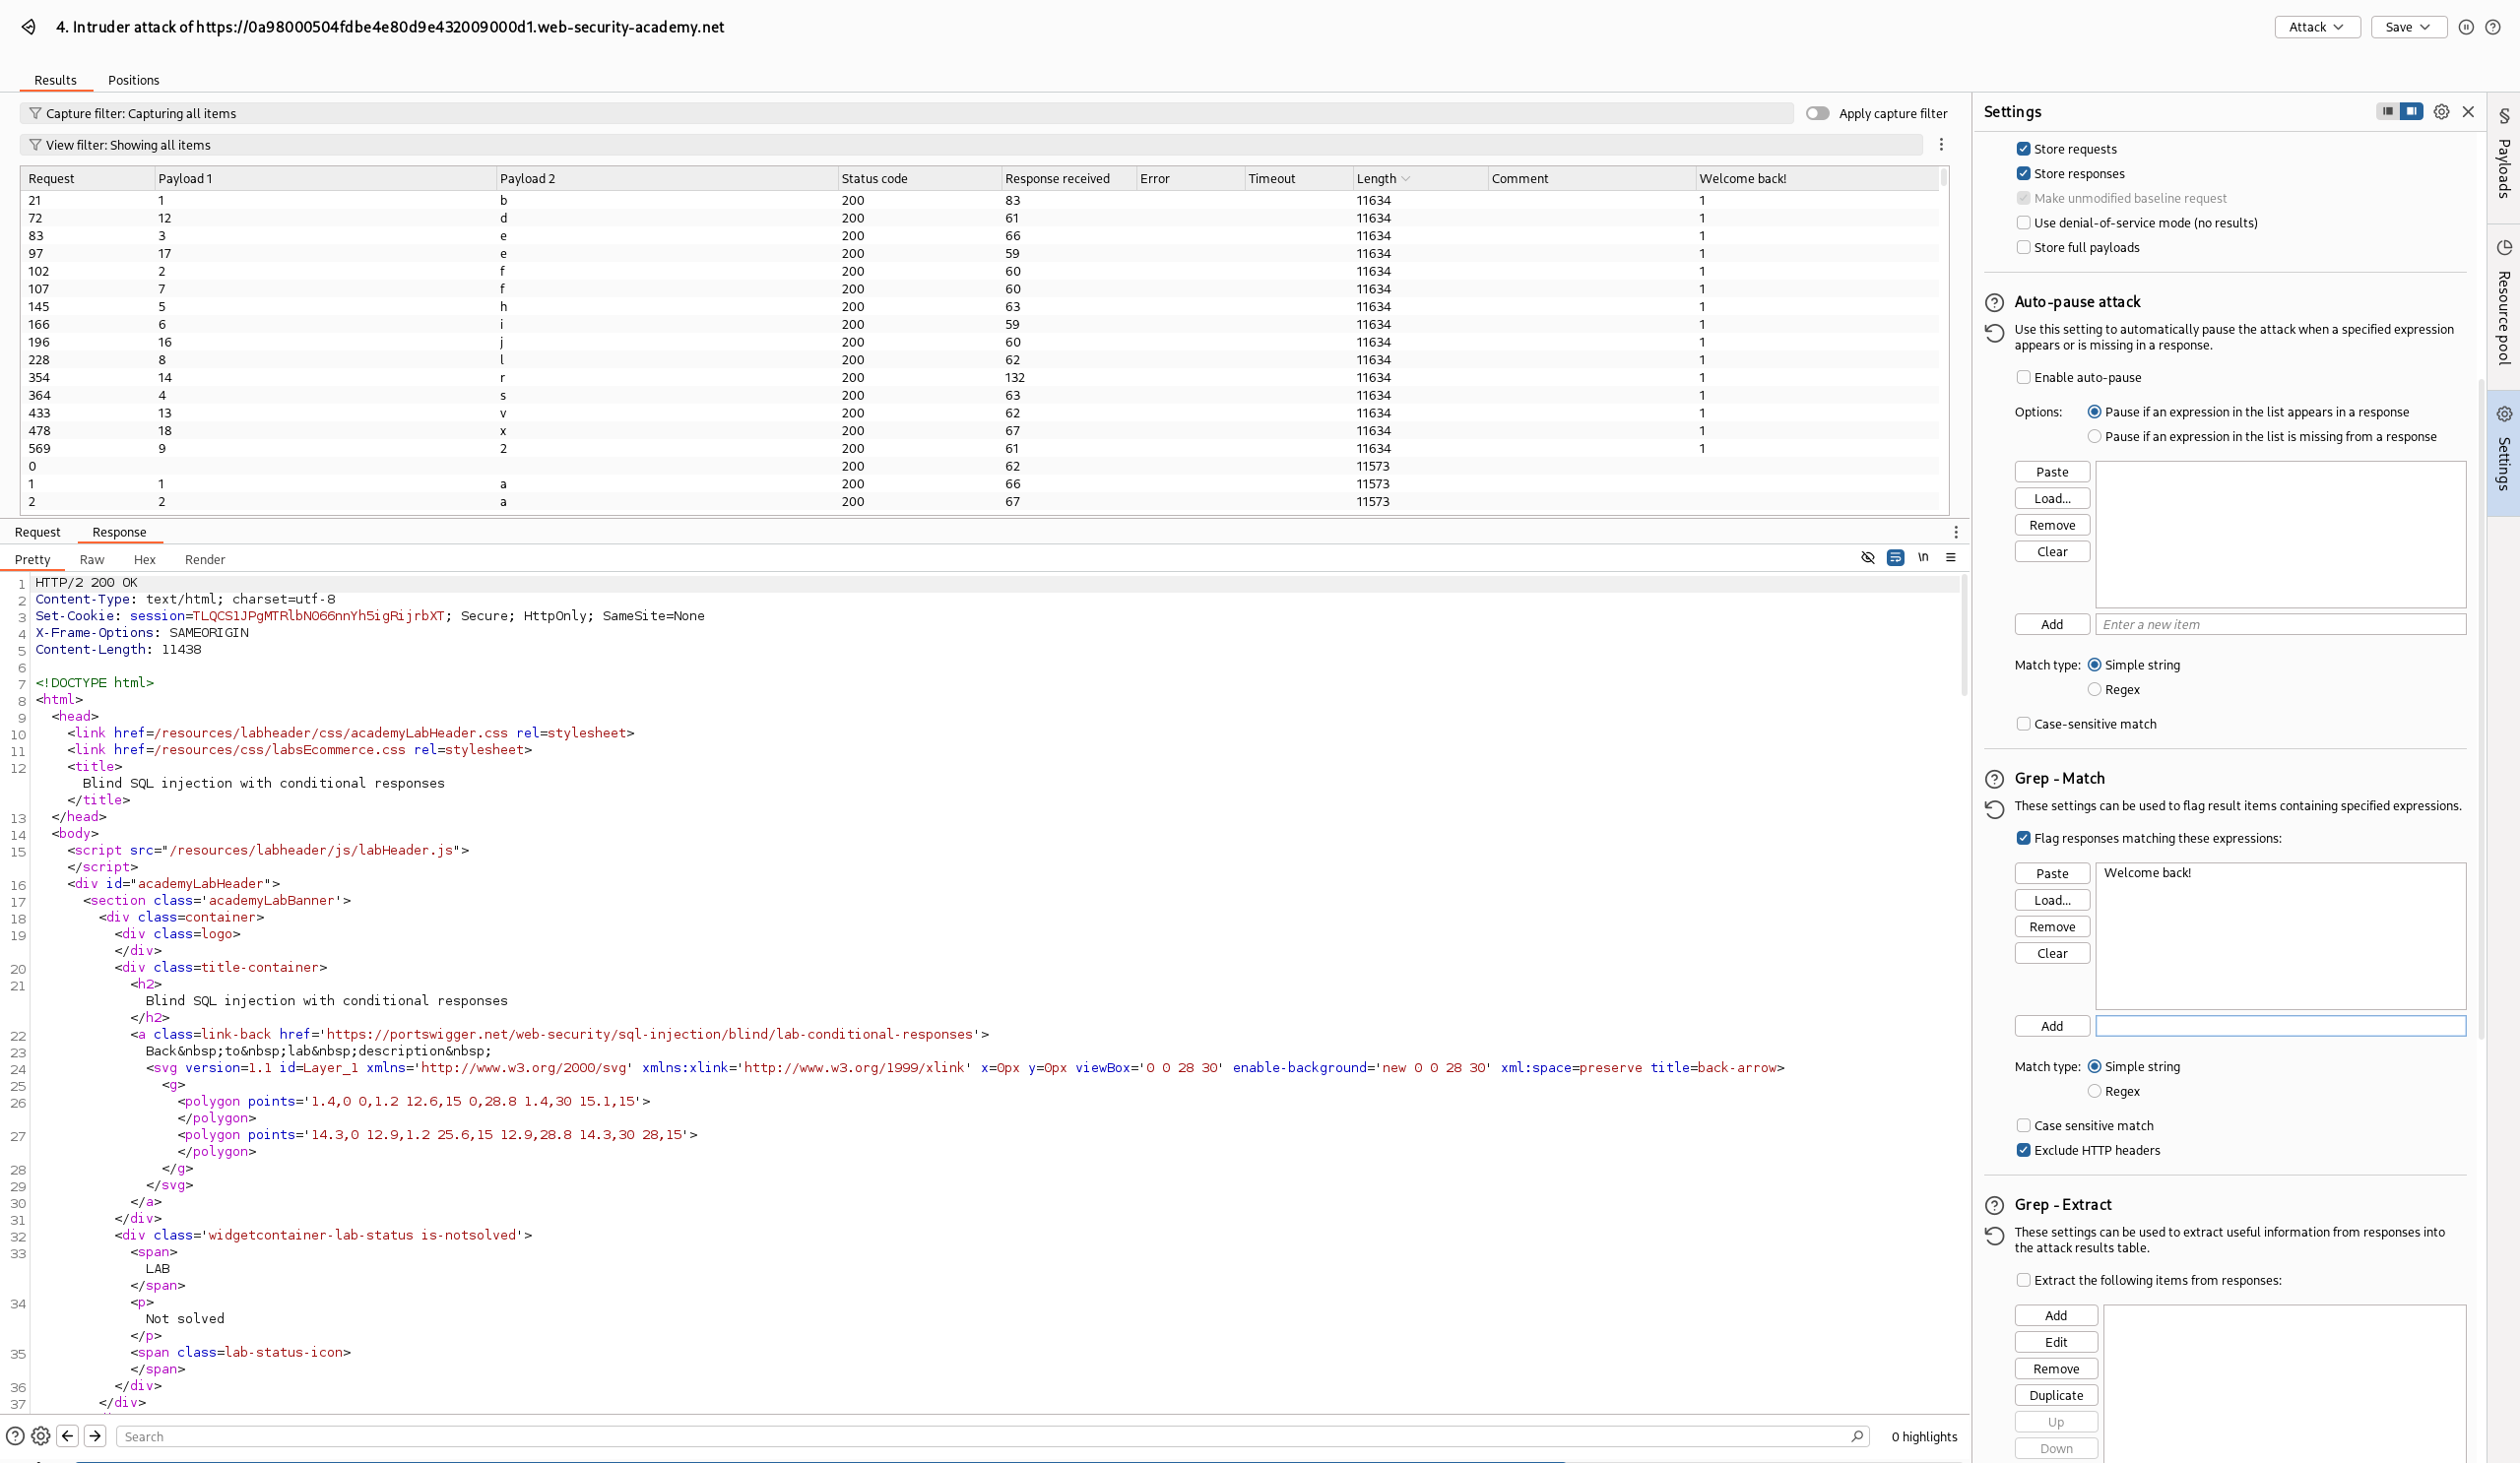 4. Intruder attack of https://0a98000504fdbe4e80d9e432009000d1.web-security-academy.net
Attack
Save
Results Positions
Capture filter: Capturing all items
Apply capture filter
View filter: Showing all items
Request Payload 1 Payload 2 Status code Response received Error Timeout Length Comment Welcome back!
21 1 b 200 83 11634 1
72 12 d 200 61 11634 1
83 3 e 200 66 11634 1
97 17 e 200 59 11634 1
102 2 f 200 60 11634 1
107 7 f 200 60 11634 1
145 5 h 200 63 11634 1
166 6 i 200 59 11634 1
196 16 j 200 60 11634 1
228 8 l 200 62 11634 1
354 14 r 200 132 11634 1
364 4 s 200 63 11634 1
433 13 v 200 62 11634 1
478 18 x 200 67 11634 1
569 9 2 200 61 11634 1
0 200 62 11573
1 1 a 200 66 11573
2 2 a 200 67 11573
Request Response
Pretty Raw Hex Render
\n
1 HTTP/2 200 OK
2 Content-Type: text/html; charset=utf-8
3 Set-Cookie: session=TLQCS1JPgMTRlbNO66nnYh5igRijrbXT; Secure; HttpOnly; SameSite=None
4 X-Frame-Options: SAMEORIGIN
5 Content-Length: 11438
6
7 <!DOCTYPE html>
8 <html>
9 <head>
10 <link href=/resources/labheader/css/academyLabHeader.css rel=stylesheet>
11 <link href=/resources/css/labsEcommerce.css rel=stylesheet>
12 <title>
Blind SQL injection with conditional responses
</title>
13 </head>
14 <body>
15 <script src="/resources/labheader/js/labHeader.js">
</script>
16 <div id="academyLabHeader">
17 <section class='academyLabBanner'>
18 <div class=container>
19 <div class=logo>
</div>
20 <div class=title-container>
21 <h2>
Blind SQL injection with conditional responses
</h2>
22 <a class=link-back href='https://portswigger.net/web-security/sql-injection/blind/lab-conditional-responses'>
23 Back&nbsp;to&nbsp;lab&nbsp;description&nbsp;
24 <svg version=1.1 id=Layer_1 xmlns='http://www.w3.org/2000/svg' xmlns:xlink='http://www.w3.org/1999/xlink' x=0px y=0px viewBox='0 0 28 30' enable-background='new 0 0 28 30' xml:space=preserve title=back-arrow>
25 <g>
26 <polygon points='1.4,0 0,1.2 12.6,15 0,28.8 1.4,30 15.1,15'>
</polygon>
27 <polygon points='14.3,0 12.9,1.2 25.6,15 12.9,28.8 14.3,30 28,15'>
</polygon>
28 </g>
29 </svg>
30 </a>
31 </div>
32 <div class='widgetcontainer-lab-status is-notsolved'>
33 <span>
LAB
</span>
34 <p>
Not solved
</p>
35 <span class=lab-status-icon>
</span>
36 </div>
37 </div>
Search
0 highlights
Settings
Store requests
Store responses
Make unmodified baseline request
Use denial-of-service mode (no results)
Store full payloads
Auto-pause attack
Use this setting to automatically pause the attack when a specified expression
appears or is missing in a response.
Enable auto-pause
Options: Pause if an expression in the list appears in a response
Pause if an expression in the list is missing from a response
Paste
Load...
Remove
Clear
Add Enter a new item
Match type: Simple string
Regex
Case-sensitive match
Grep - Match
These settings can be used to flag result items containing specified expressions.
Flag responses matching these expressions:
Paste Welcome back!
Load...
Remove
Clear
Add
Match type: Simple string
Regex
Case sensitive match
Exclude HTTP headers
Grep - Extract
These settings can be used to extract useful information from responses into
the attack results table.
Extract the following items from responses:
Add
Edit
Remove
Duplicate
Up
Down
Payloads
Resource pool
Settings